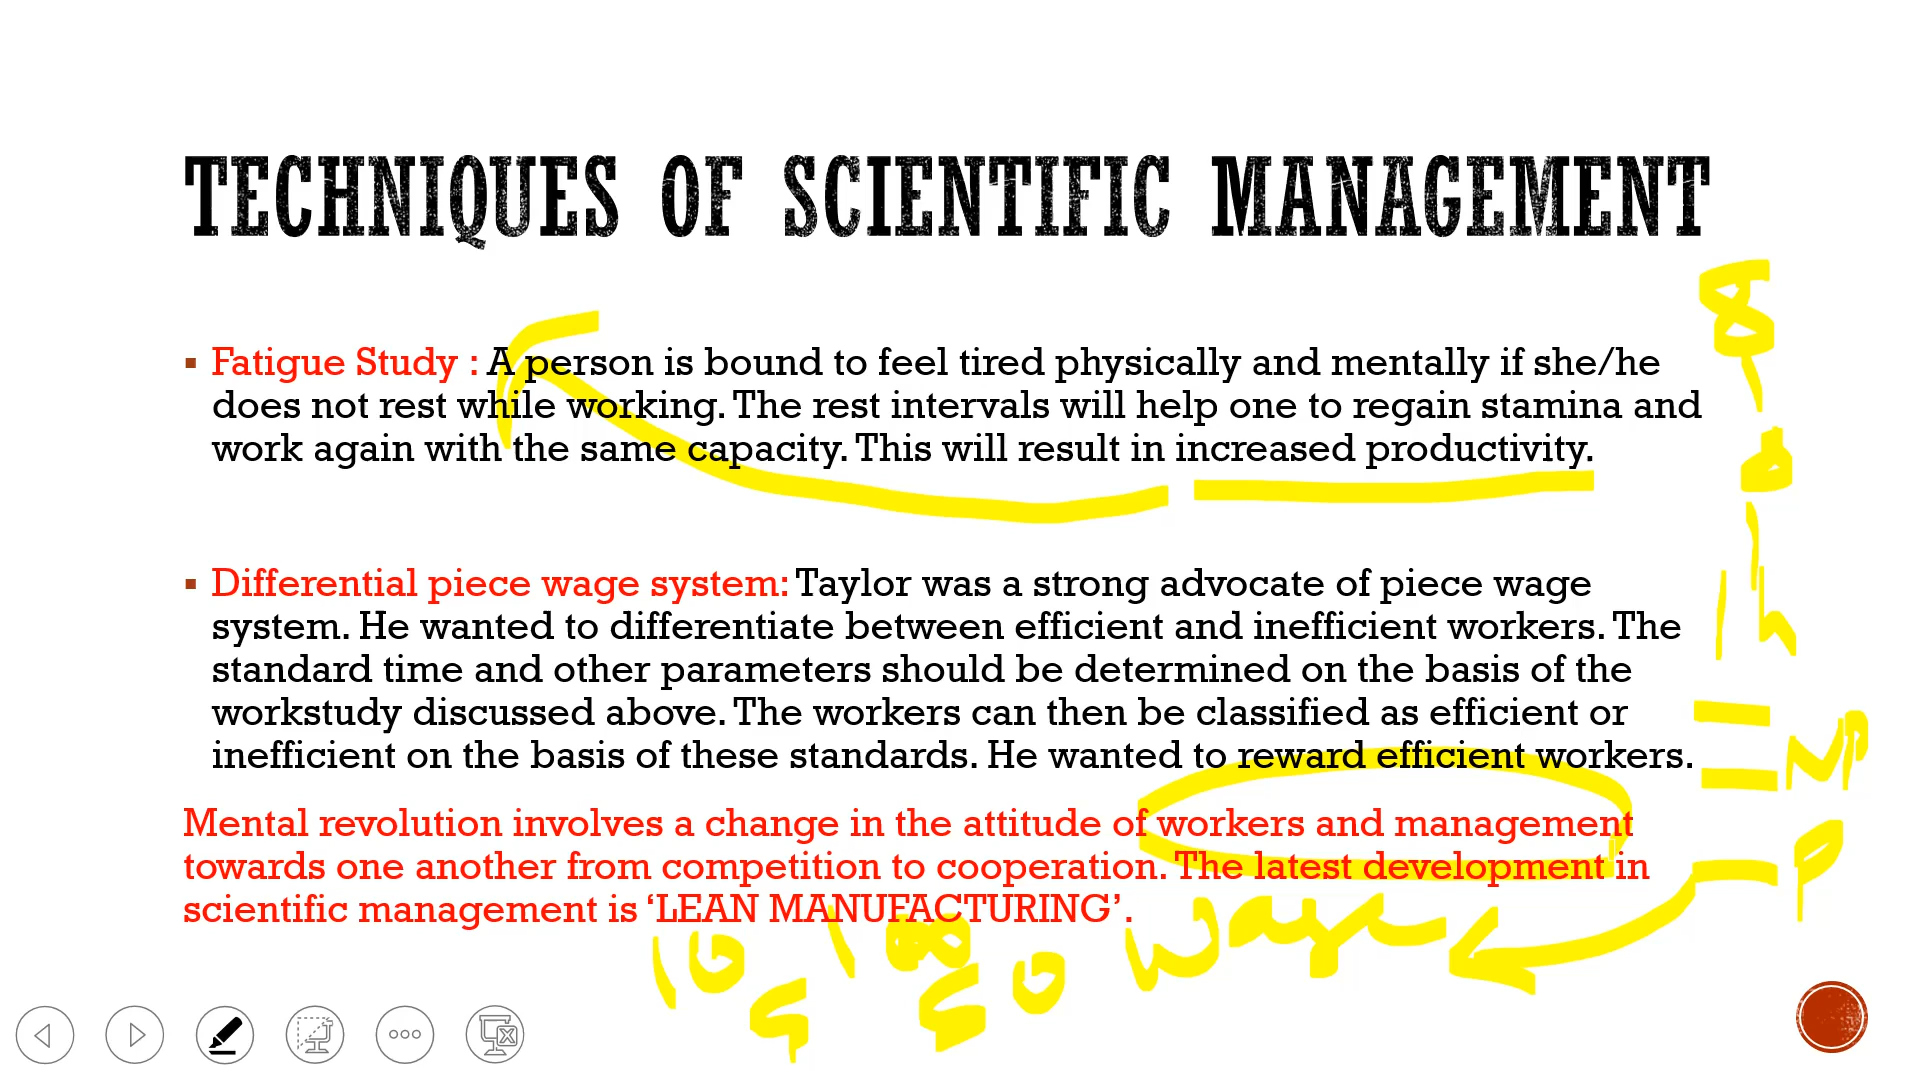 TECHNIQUES OF SCIENTIFIC MANAGEMENT
▪ Fatigue Study : A person is bound to feel tired physically and mentally if she/he
does not rest while working. The rest intervals will help one to regain stamina and
work again with the same capacity. This will result in increased productivity.
▪ Differential piece wage system: Taylor was a strong advocate of piece wage
system. He wanted to differentiate between efficient and inefficient workers. The
standard time and other parameters should be determined on the basis of the
workstudy discussed above. The workers can then be classified as efficient or
inefficient on the basis of these standards. He wanted to reward efficient workers.
Mental revolution involves a change in the attitude of workers and management
towards one another from competition to cooperation. The latest development in
scientific management is ‘LEAN MANUFACTURING’.
wage